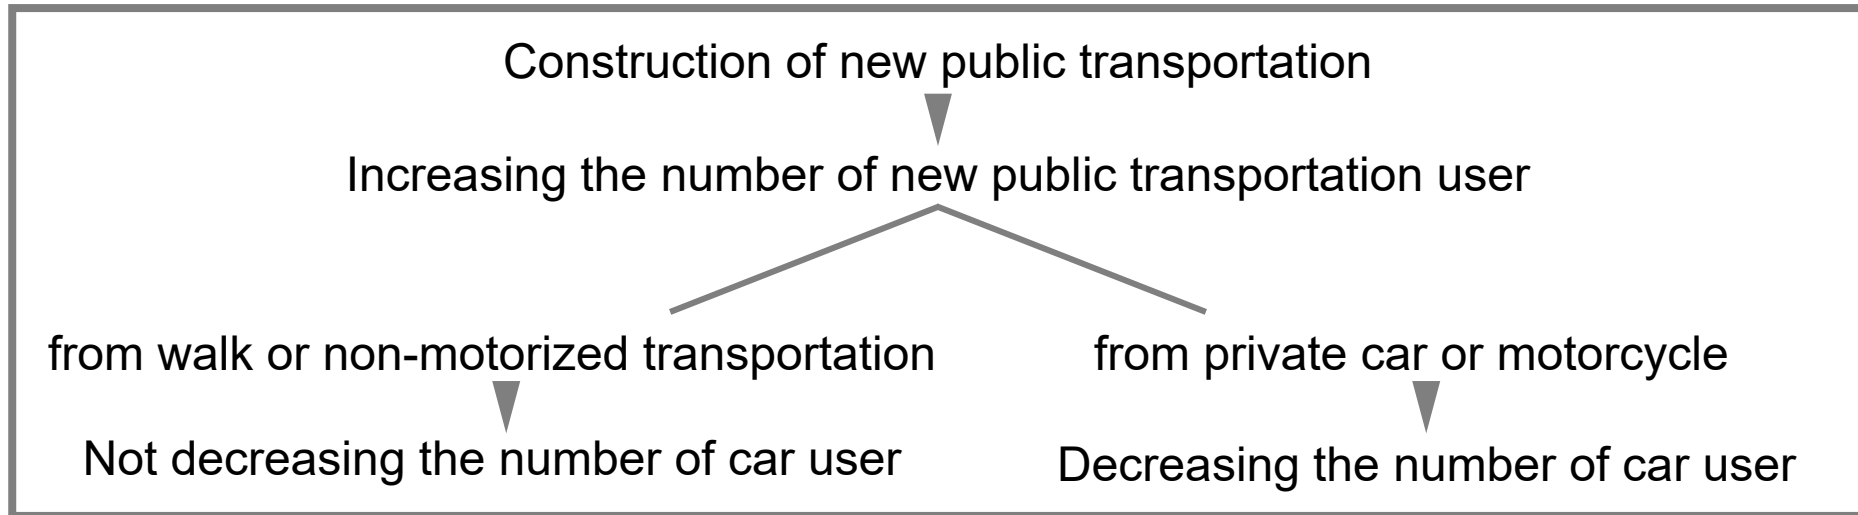 Construction of new public transportation
Increasing the number of new public transportation user
from walk or non-motorized transportation
from private car or motorcycle
Not decreasing the number of car user
Decreasing the number of car user